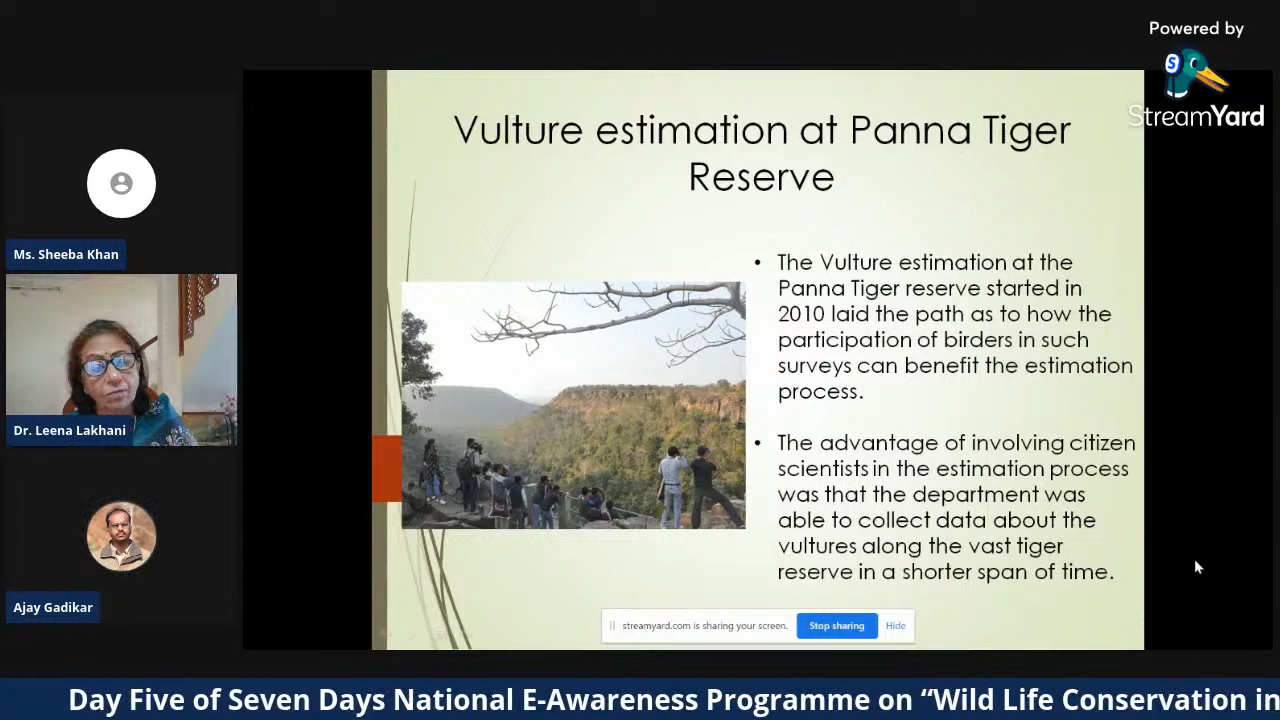 Powered by
S
StreamYard
Vulture estimation at Panna Tiger
Reserve
Ms. Sheeba Khan
• The Vulture estimation at the
Panna Tiger reserve started in
2010 laid the path as to how the
participation of birders in such
surveys can benefit the estimation
process.
Dr. Leena Lakhani
• The advantage of involving citizen
scientists in the estimation process
was that the department was
able to collect data about the
vultures along the vast tiger
reserve in a shorter span of time.
Ajay Gadikar
streamyard.com is sharing your screen.
Stop sharing
Hide
Day Five of Seven Days National E-Awareness Programme on “Wild Life Conservation in